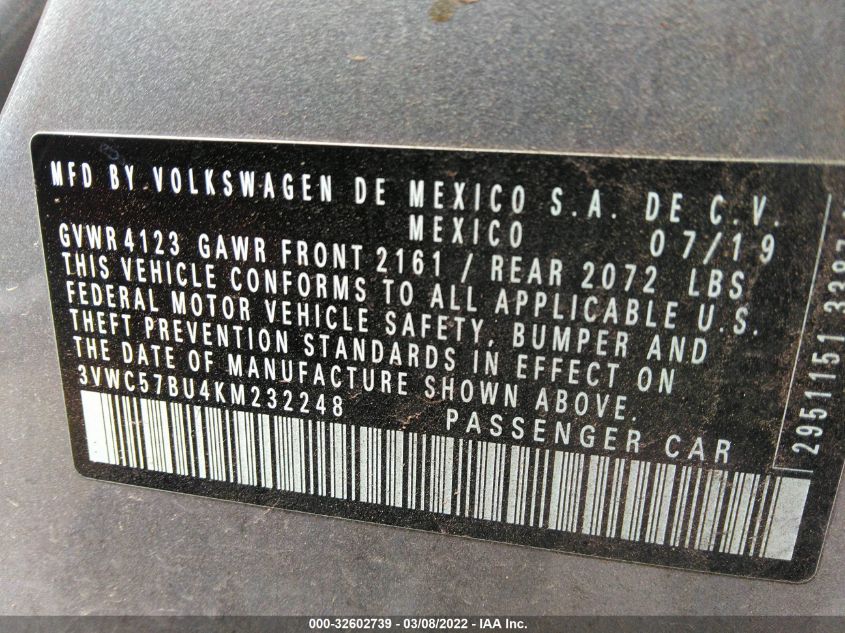 MFD BY VOLKSWAGEN DE MEXICO S.A. DE C.V.
MEXICO 07/19
GVWR 4123 GAWR FRONT 2161 / REAR 2072 LBS
THIS VEHICLE CONFORMS TO ALL APPLICABLE U.S.
FEDERAL MOTOR VEHICLE SAFETY, BUMPER AND
THEFT PREVENTION STANDARDS IN EFFECT ON
THE DATE OF MANUFACTURE SHOWN ABOVE.
3VWC57BU4KM232248
PASSENGER CAR
2951151
000-32602739 - 03/08/2022 - IAA Inc.